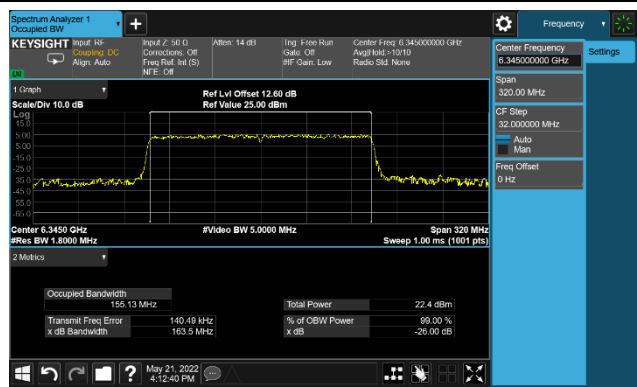 Spectrum Analyzer 1
Occupied BW
Frequency
KEYSIGHT
Input: RF
Coupling: DC
Align: Auto
Input Z: 50 Ω
Corrections: Off
Freq Ref: Int (S)
NFE: Off
Atten: 14 dB
Trig: Free Run
Gate: Off
#IF Gain: Low
Center Freq: 6.345000000 GHz
Avg|Hold:>10/10
Radio Std: None
LXI
Center Frequency
6.345000000 GHz
Settings
Span
320.00 MHz
CF Step
32.000000 MHz
Auto
Man
Freq Offset
0 Hz
1 Graph
Scale/Div 10.0 dB
Ref Lvl Offset 12.60 dB
Ref Value 25.00 dBm
Log
15.0
5.00
-5.00
-15.0
-25.0
-35.0
-45.0
-55.0
-65.0
Center 6.3450 GHz
#Video BW 5.0000 MHz
Span 320 MHz
#Res BW 1.8000 MHz
Sweep 1.00 ms (1001 pts)
2 Metrics
Occupied Bandwidth
155.13 MHz
Total Power 22.4 dBm
Transmit Freq Error 140.49 kHz
% of OBW Power 99.00 %
x dB Bandwidth 163.5 MHz
x dB -26.00 dB
?
May 21, 2022
4:12:40 PM